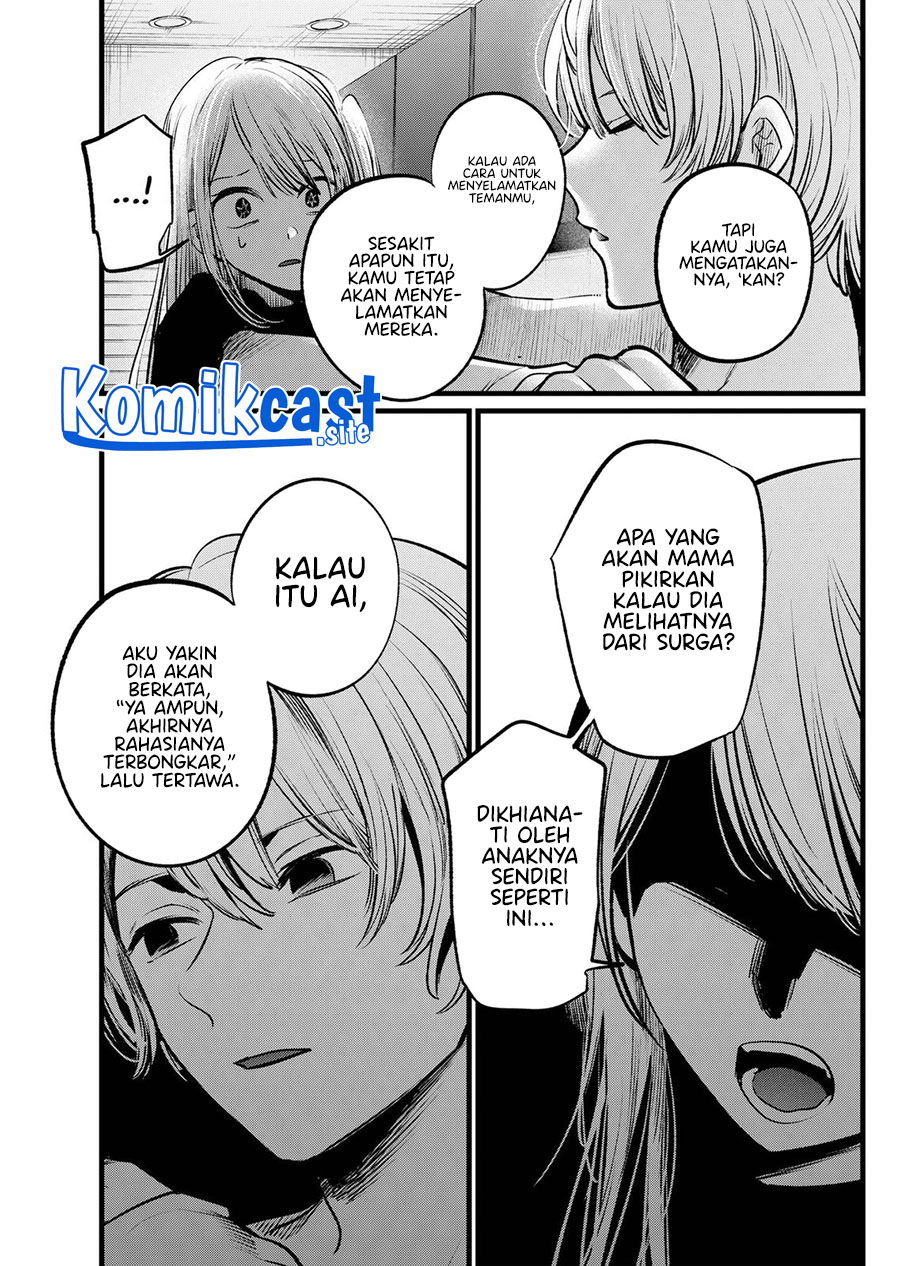 TAPI
KAMU JUGA
MENGATAKAN-
NYA, 'KAN?
KALAU ADA
CARA UNTUK
MENYELAMATKAN
TEMANMU,
SESAKIT
APAPUN ITU,
KAMU TETAP
AKAN MENYE-
LAMATKAN
MEREKA.
....!
Komikcast
.site
APA YANG
AKAN MAMA
PIKIRKAN
KALAU DIA
MELIHATNYA
DARI SURGA?
DIKHIANA-
TI OLEH
ANAKNYA
SENDIRI
SEPERTI
INI...
KALAU
ITU AI,
AKU YAKIN
DIA AKAN
BERKATA,
“YA AMPUN,
AKHIRNYA
RAHASIANYA
TERBONGKAR,”
LALU TERTAWA.